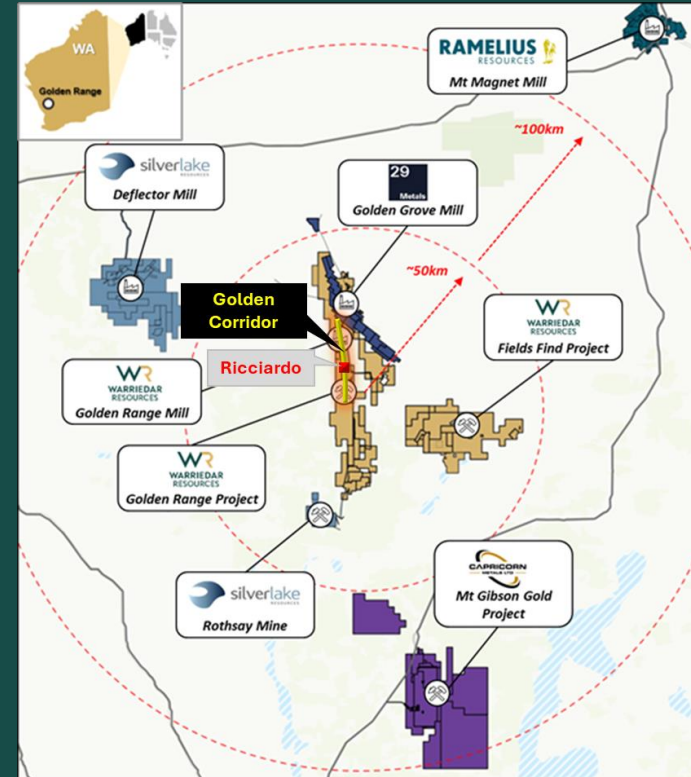 WA
Golden Range
RAMELIUS
RESOURCES
Mt Magnet Mill
~100km
silverlake
RESOURCES
Deflector Mill
29
Metals
Golden Grove Mill
~50km
Golden
Corridor
WR
WARRIEDAR
RESOURCES
Fields Find Project
Ricciardo
WR
WARRIEDAR
RESOURCES
Golden Range Mill
WR
WARRIEDAR
RESOURCES
Golden Range Project
CAPRICORN
METALS LTD
Mt Gibson Gold
Project
silverlake
RESOURCES
Rothsay Mine